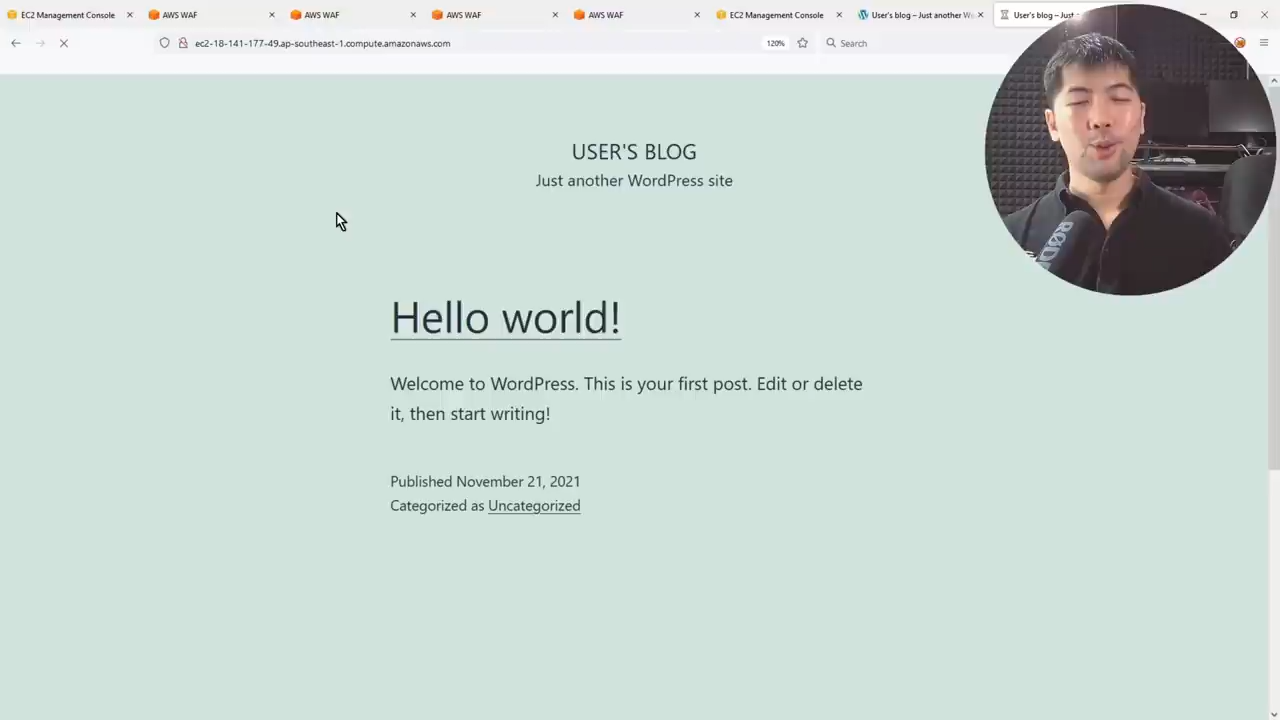 EC2 Management Console
AWS WAF
AWS WAF
AWS WAF
AWS WAF
EC2 Management Console
User's blog – Just another W
User's blog – Just
ec2-18-141-177-49.ap-southeast-1.compute.amazonaws.com
120%
Search
USER'S BLOG
Just another WordPress site
Hello world!
Welcome to WordPress. This is your first post. Edit or delete
it, then start writing!
Published November 21, 2021
Categorized as Uncategorized
RØD